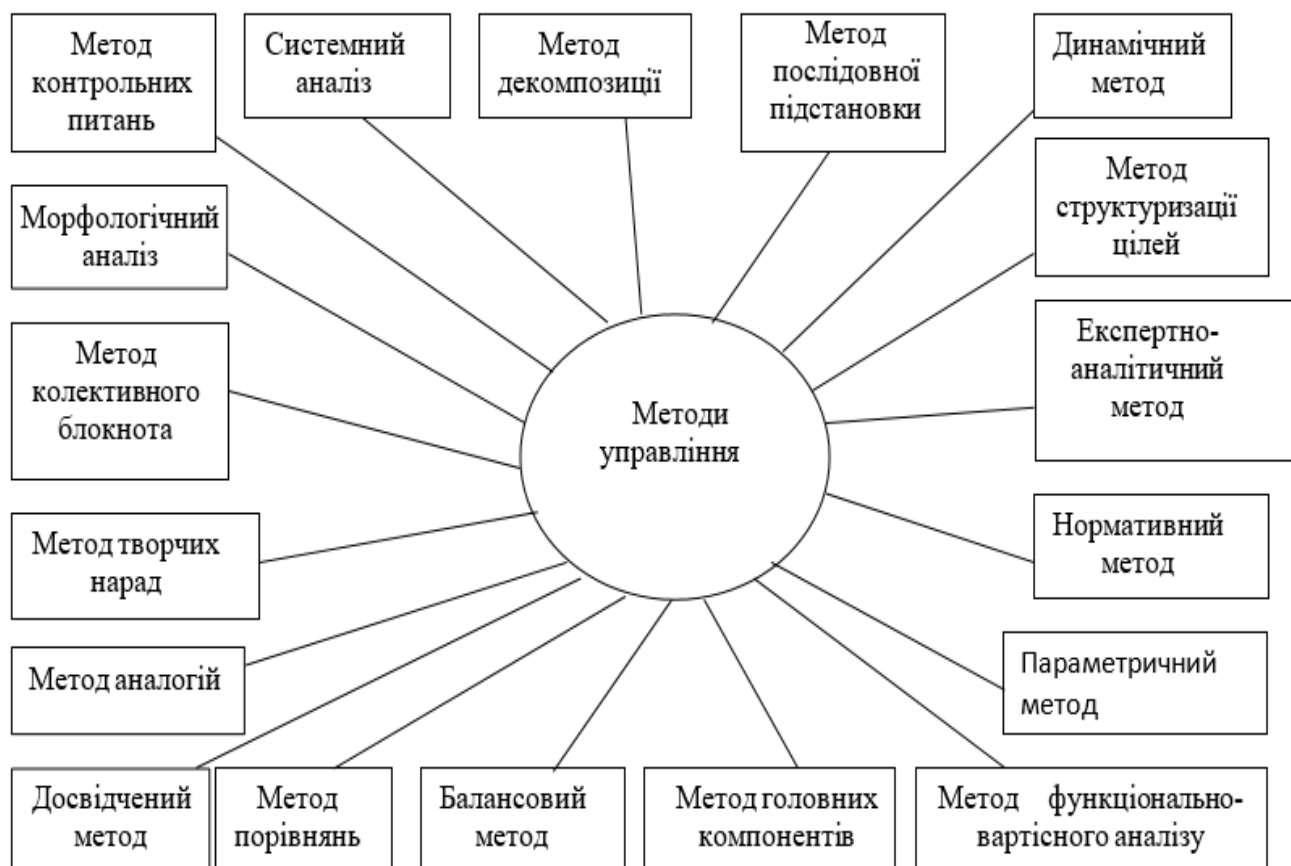 Метод
контрольних
питань
Системний
аналіз
Метод
декомпозиції
Метод
послідовної
підстановки
Динамічний
метод
Морфологічний
аналіз
Метод
структуризації
цілей
Метод
колективного
блокнота
Експертно-
аналітичний
метод
Методи
управління
Метод творчих
нарад
Нормативний
метод
Метод аналогій
Параметричний
метод
Досвідчений
метод
Метод
порівнянь
Балансовий
метод
Метод головних
компонентів
Метод функціонально-
вартісного аналізу